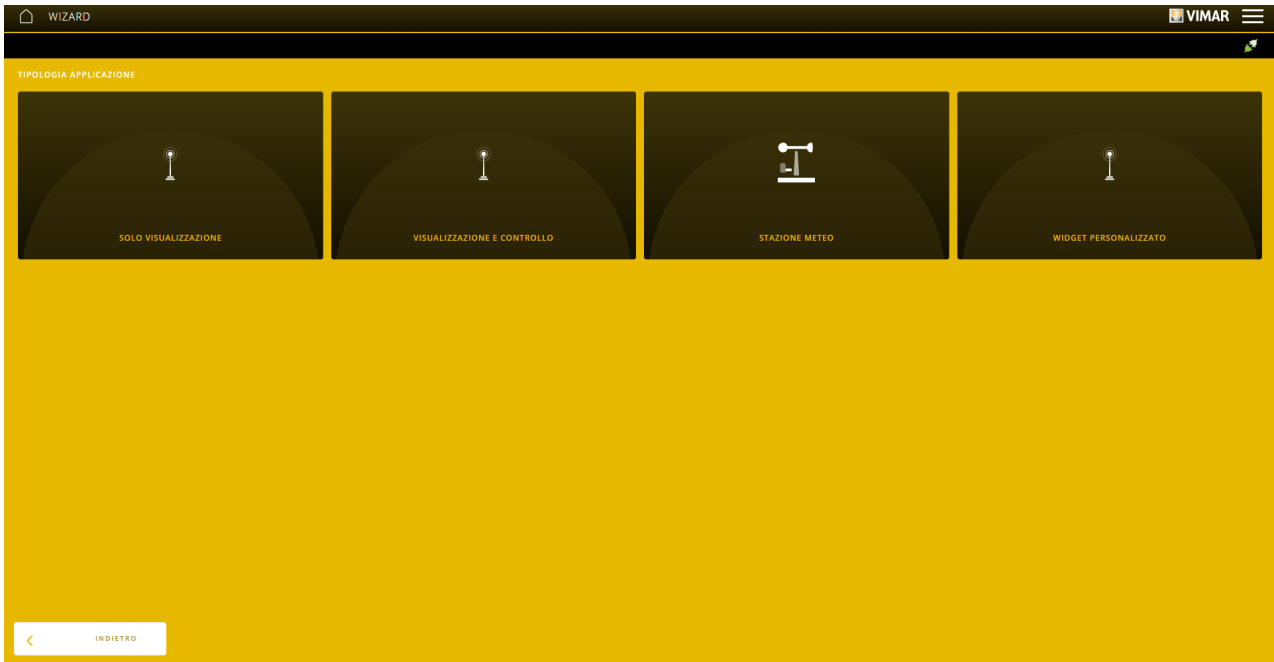 WIZARD
VIMAR
TIPOLOGIA APPLICAZIONE
SOLO VISUALIZZAZIONE
VISUALIZZAZIONE E CONTROLLO
STAZIONE METEO
WIDGET PERSONALIZZATO
INDIETRO